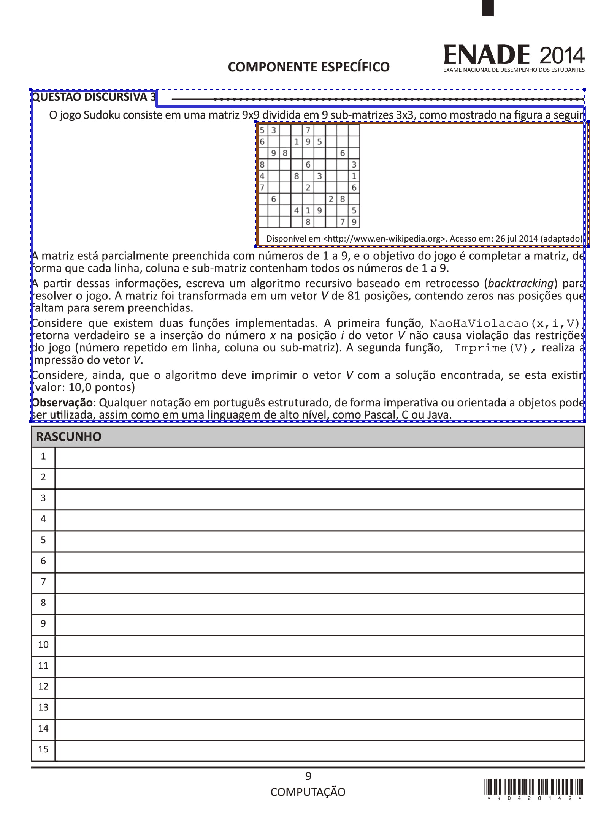 ENADE 2014
EXAME NACIONAL DE DESEMPENHO DOS ESTUDANTES
COMPONENTE ESPECÍFICO
QUESTÃO DISCURSIVA 3
O jogo Sudoku consiste em uma matriz 9x9 dividida em 9 sub-matrizes 3x3, como mostrado na figura a seguir
5 3 7
6 1 9 5
9 8 6
8 6 3
4 8 3 1
7 2 6
6 2 8
4 1 9 5
8 7 9
Disponível em <http://www.en-wikipedia.org>. Acesso em: 26 jul 2014 (adaptado)
A matriz está parcialmente preenchida com números de 1 a 9, e o objetivo do jogo é completar a matriz, de
forma que cada linha, coluna e sub-matriz contenham todos os números de 1 a 9.
A partir dessas informações, escreva um algoritmo recursivo baseado em retrocesso (backtracking) para
resolver o jogo. A matriz foi transformada em um vetor V de 81 posições, contendo zeros nas posições que
faltam para serem preenchidas.
Considere que existem duas funções implementadas. A primeira função, NaoHaViolacao(x,i,V)
retorna verdadeiro se a inserção do número x na posição i do vetor V não causa violação das restrições
do jogo (número repetido em linha, coluna ou sub-matriz). A segunda função, Imprime(V), realiza a
impressão do vetor V.
Considere, ainda, que o algoritmo deve imprimir o vetor V com a solução encontrada, se esta existir
(valor: 10,0 pontos)
Observação: Qualquer notação em português estruturado, de forma imperativa ou orientada a objetos pode
ser utilizada, assim como em uma linguagem de alto nível, como Pascal, C ou Java.
RASCUNHO
1
2
3
4
5
6
7
8
9
10
11
12
13
14
15
9
COMPUTAÇÃO